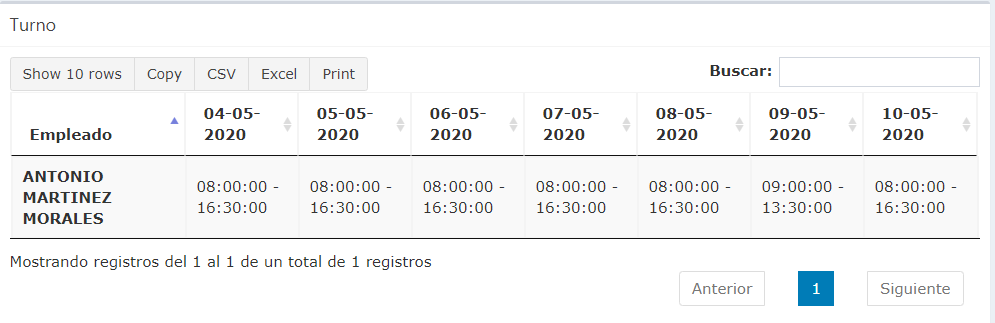 Turno
Show 10 rows Copy CSV Excel Print Buscar:
Empleado 04-05-2020 05-05-2020 06-05-2020 07-05-2020 08-05-2020 09-05-2020 10-05-2020
ANTONIO MARTINEZ MORALES 08:00:00 - 16:30:00 08:00:00 - 16:30:00 08:00:00 - 16:30:00 08:00:00 - 16:30:00 08:00:00 - 16:30:00 09:00:00 - 13:30:00 08:00:00 - 16:30:00
Mostrando registros del 1 al 1 de un total de 1 registros
Anterior 1 Siguiente